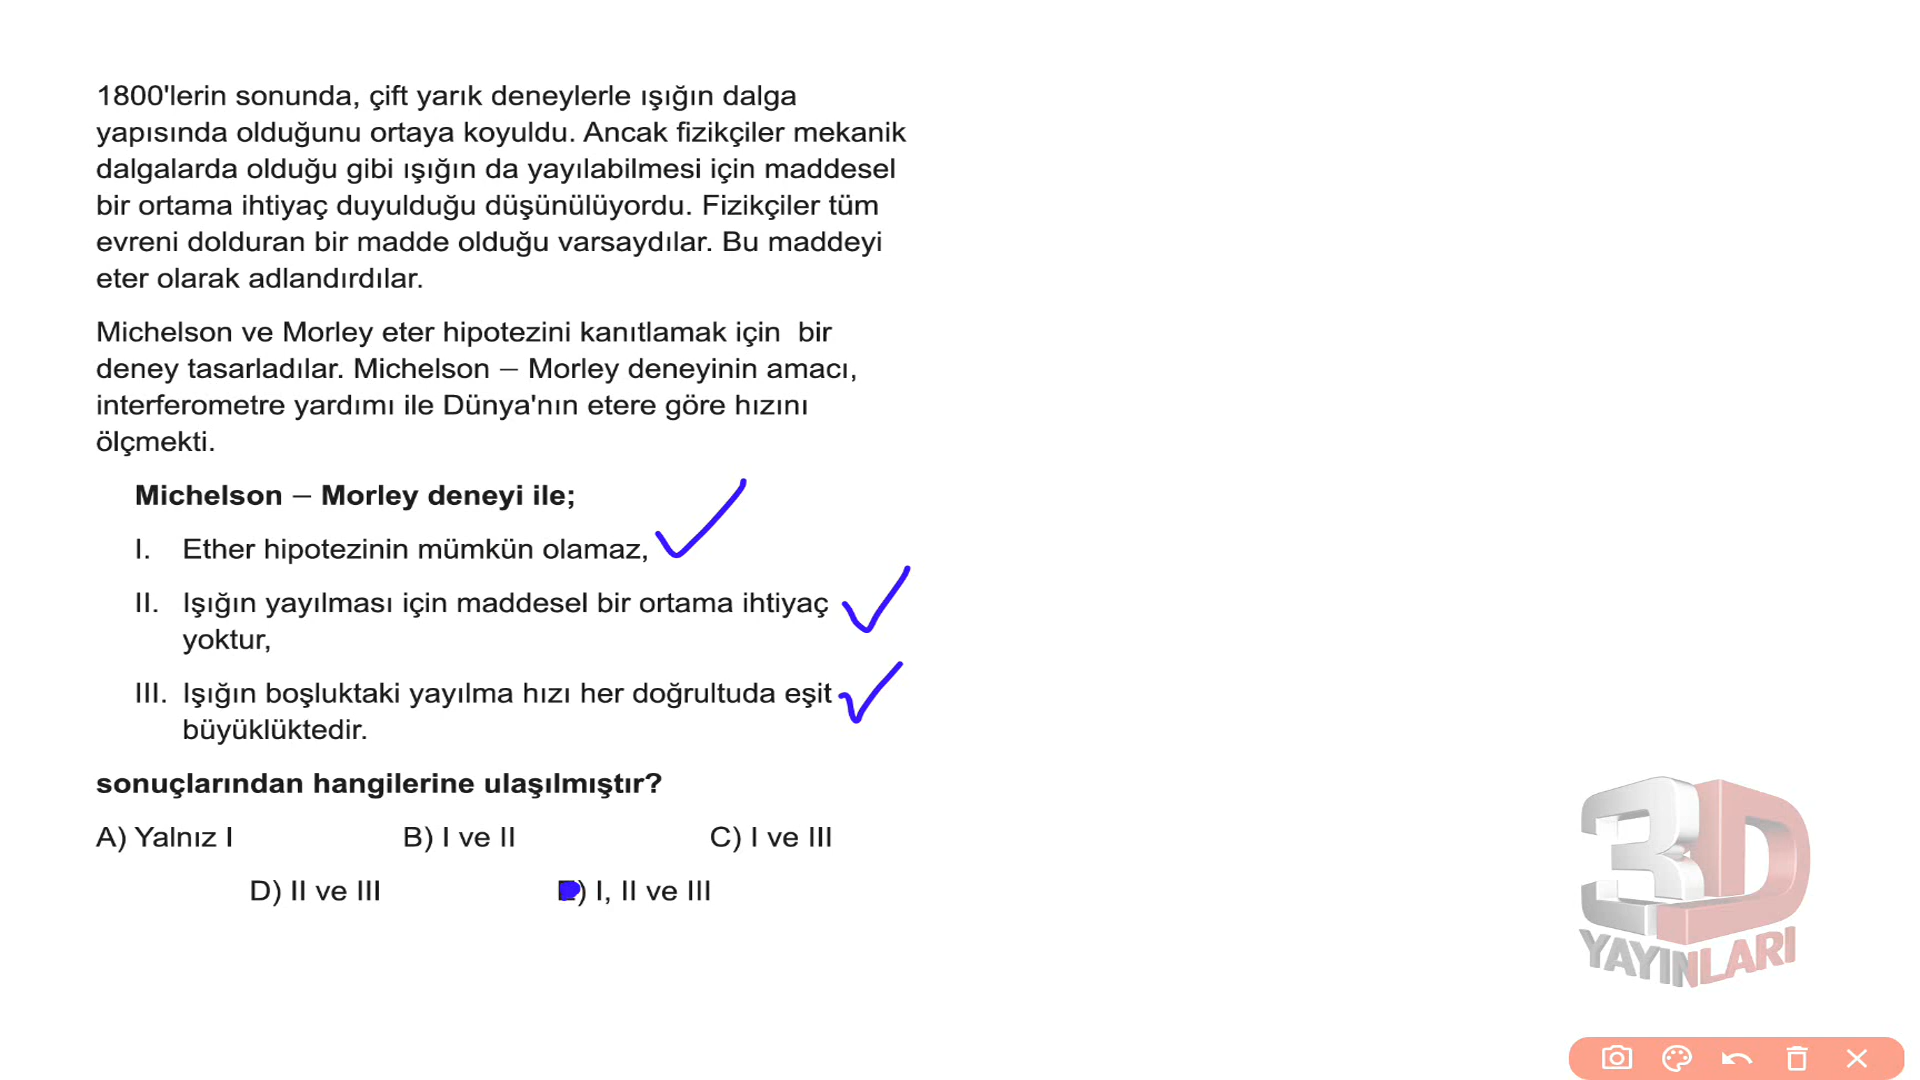 1800'lerin sonunda, çift yarık deneylerle ışığın dalga
yapısında olduğunu ortaya koyuldu. Ancak fizikçiler mekanik
dalgalarda olduğu gibi ışığın da yayılabilmesi için maddesel
bir ortama ihtiyaç duyulduğu düşünülüyordu. Fizikçiler tüm
evreni dolduran bir madde olduğu varsaydılar. Bu maddeyi
eter olarak adlandırdılar.
Michelson ve Morley eter hipotezini kanıtlamak için bir
deney tasarladılar. Michelson – Morley deneyinin amacı,
interferometre yardımı ile Dünya'nın etere göre hızını
ölçmekti.
Michelson – Morley deneyi ile;
I. Ether hipotezinin mümkün olamaz,
II. Işığın yayılması için maddesel bir ortama ihtiyaç
yoktur,
III. Işığın boşluktaki yayılma hızı her doğrultuda eşit
büyüklüktedir.
sonuçlarından hangilerine ulaşılmıştır?
A) Yalnız I B) I ve II C) I ve III
D) II ve III E) I, II ve III
3D
YAYINLARI